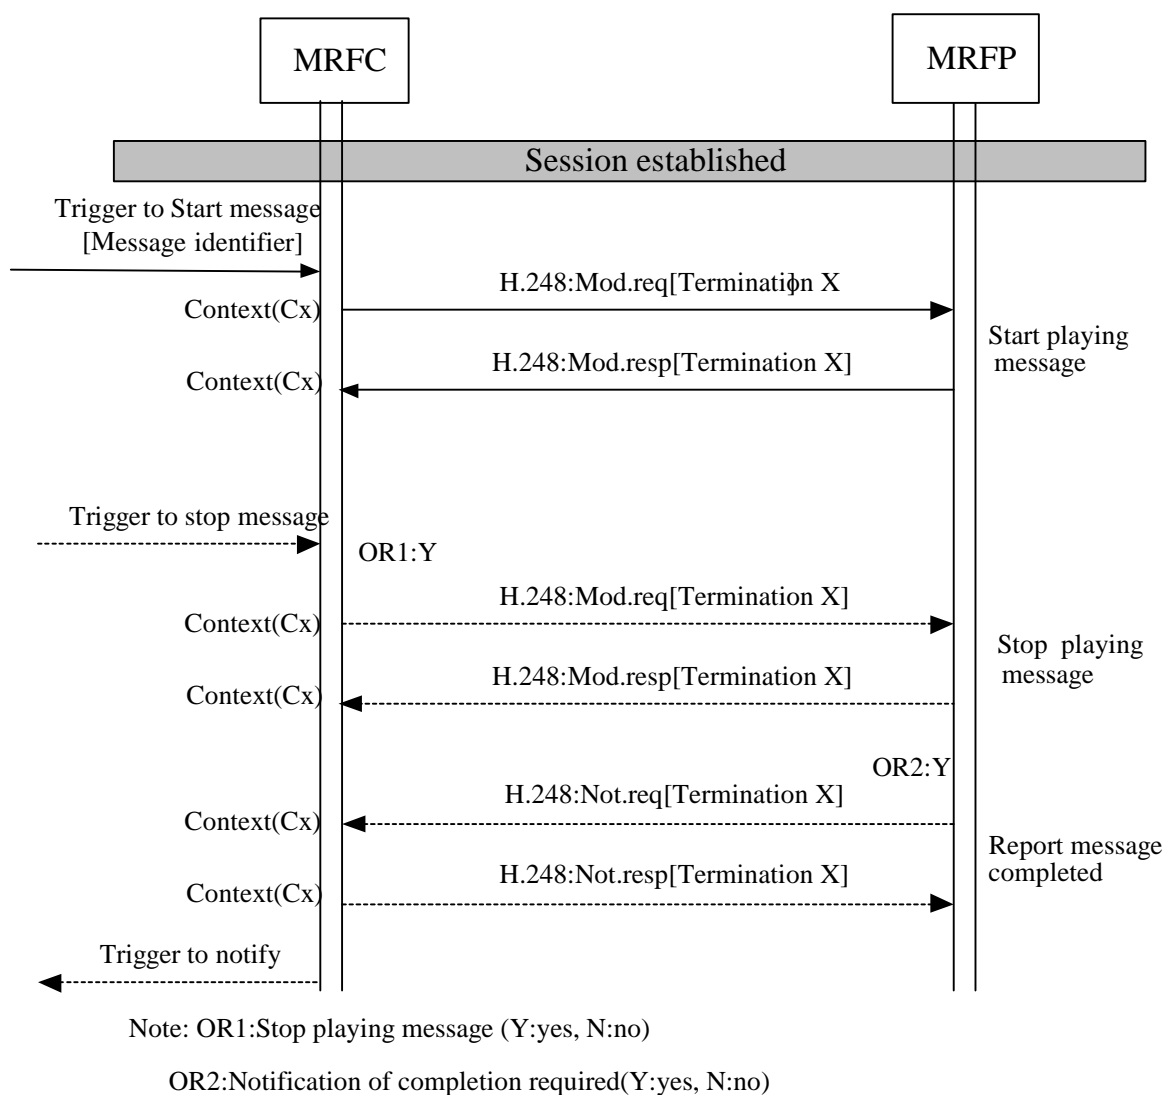 MRFC
MRFP
Session established
Trigger to Start message
[Message identifier]
H.248:Mod.req[Termination X
Context(Cx)
Start playing
message
H.248:Mod.resp[Termination X]
Context(Cx)
Trigger to stop message
OR1:Y
H.248:Mod.req[Termination X]
Context(Cx)
Stop playing
message
H.248:Mod.resp[Termination X]
Context(Cx)
OR2:Y
H.248:Not.req[Termination X]
Context(Cx)
Report message
completed
H.248:Not.resp[Termination X]
Context(Cx)
Trigger to notify
Note: OR1:Stop playing message (Y:yes, N:no)
OR2:Notification of completion required(Y:yes, N:no)